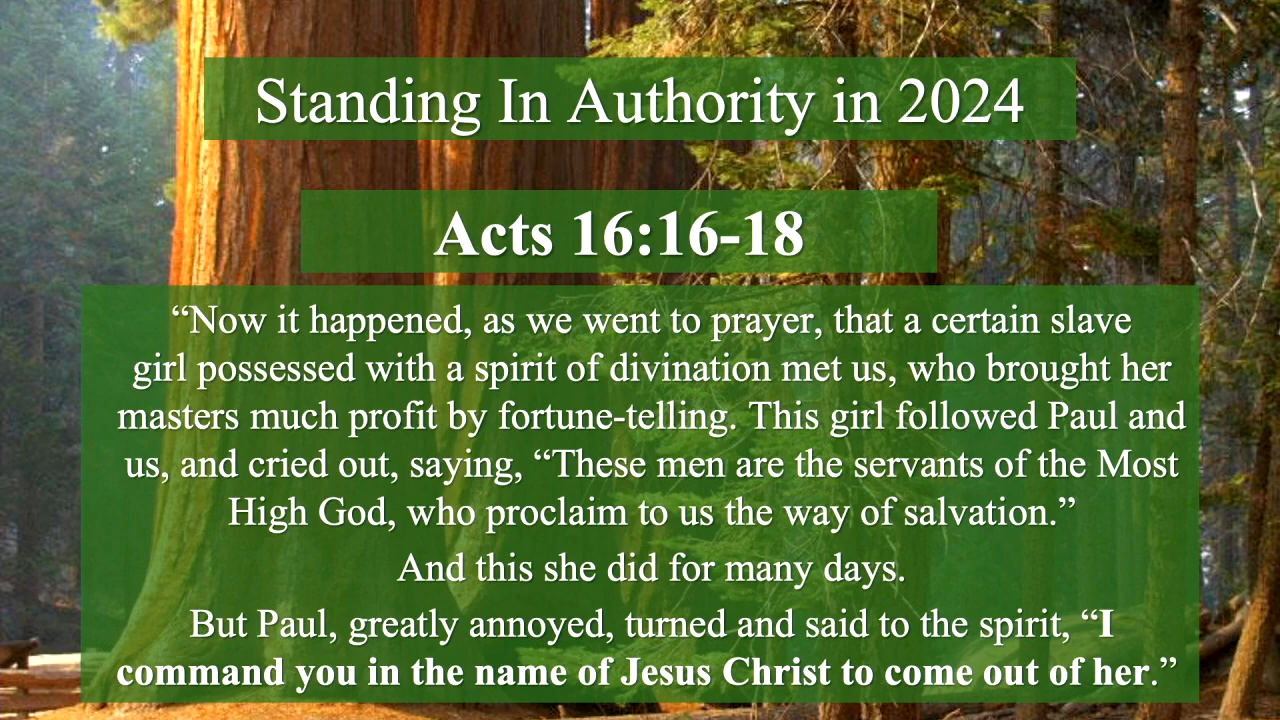 Standing In Authority in 2024
Acts 16:16-18
“Now it happened, as we went to prayer, that a certain slave
girl possessed with a spirit of divination met us, who brought her
masters much profit by fortune-telling. This girl followed Paul and
us, and cried out, saying, “These men are the servants of the Most
High God, who proclaim to us the way of salvation.”
And this she did for many days.
But Paul, greatly annoyed, turned and said to the spirit, “I
command you in the name of Jesus Christ to come out of her.”